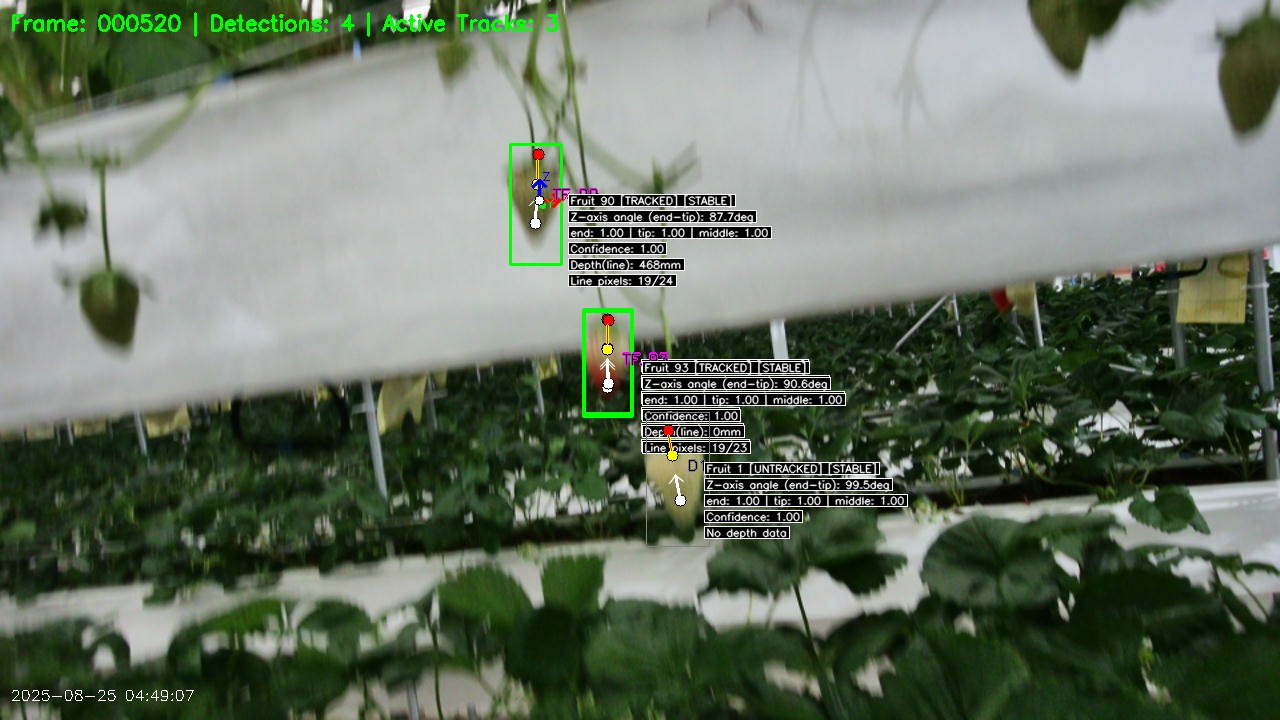 Frame: 000520 | Detections: 4 | Active Tracks: 3
Z
Fruit 90 [TRACKED] [STABLE]
Z-axis angle (end-tip): 87.7deg
end: 1.00 | tip: 1.00 | middle: 1.00
Confidence: 1.00
Depth(line): 468mm
Line pixels: 19/24
Fruit 93 [TRACKED] [STABLE]
Z-axis angle (end-tip): 90.6deg
end: 1.00 | tip: 1.00 | middle: 1.00
Confidence: 1.00
Depth(line): 0mm
Line pixels: 19/23
D
Fruit 1 [UNTRACKED] [STABLE]
Z-axis angle (end-tip): 99.5deg
end: 1.00 | tip: 1.00 | middle: 1.00
Confidence: 1.00
No depth data
2025-08-25 04:49:07